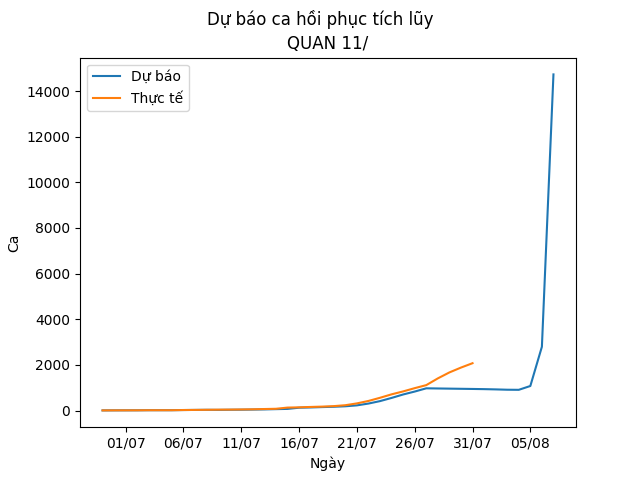 Dự báo ca hồi phục tích lũy
QUAN 11/
Dự báo
Thực tế
14000
12000
10000
8000
6000
4000
2000
0
Ca
01/07 06/07 11/07 16/07 21/07 26/07 31/07 05/08
Ngày